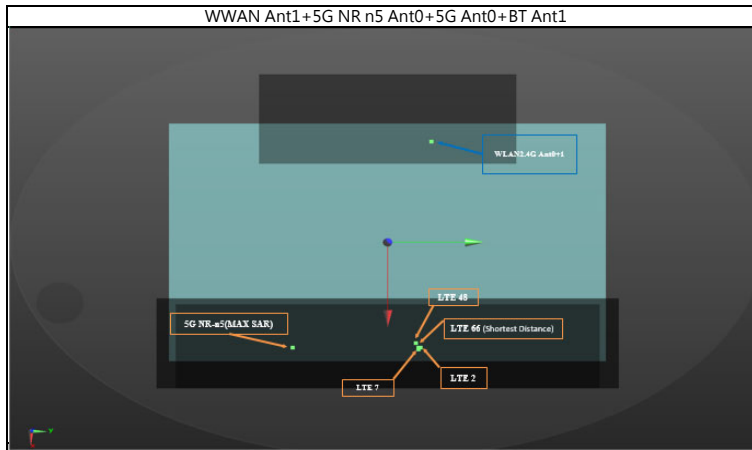 WWAN Ant1+5G NR n5 Ant0+5G Ant0+BT Ant1
WLAN2.4G Ant0+1
LTE 48
5G NR-n5(MAX SAR)
LTE 66 (Shortest Distance)
LTE 2
LTE 7
Y